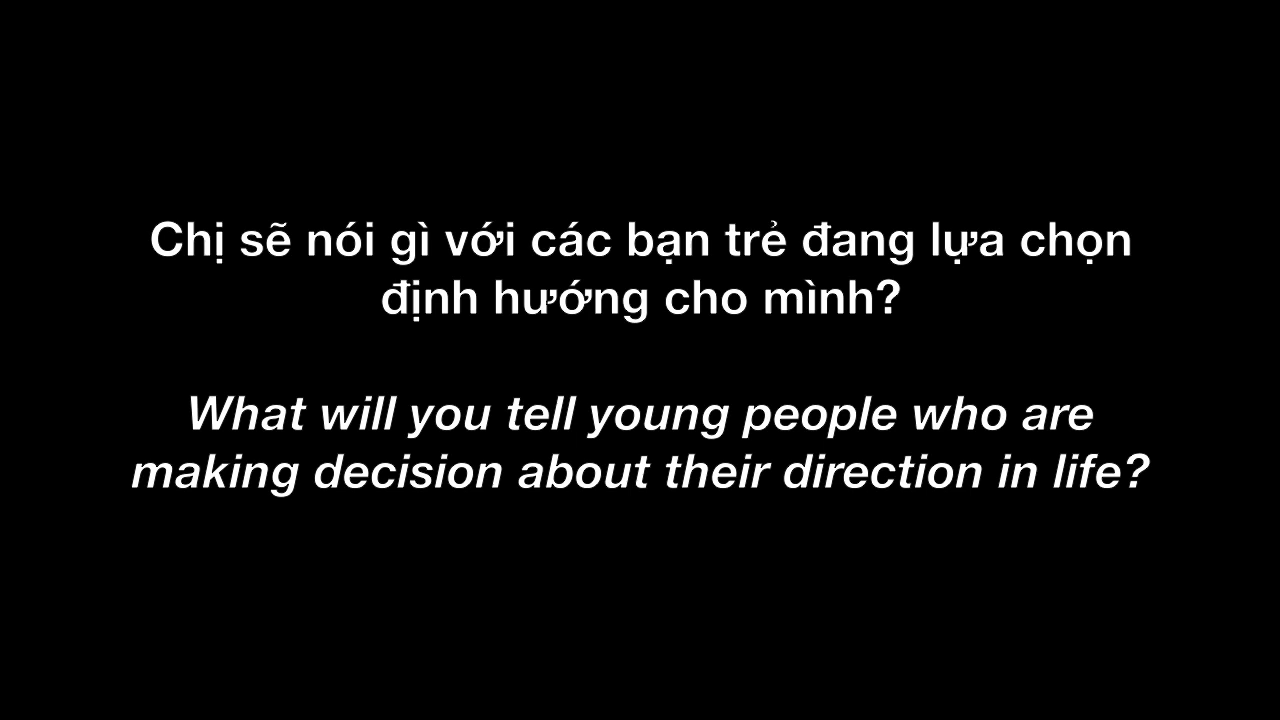 Chị sẽ nói gì với các bạn trẻ đang lựa chọn
định hướng cho mình?
What will you tell young people who are
making decision about their direction in life?